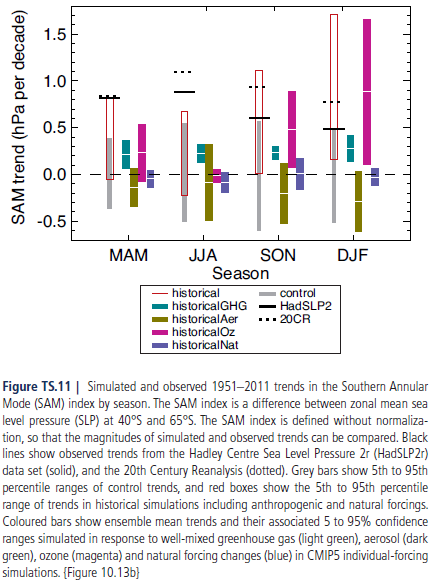 1.5
1.0
0.5
0.0
-0.5
SAM trend (hPa per decade)
MAM JJA SON DJF
Season
historical control
historicalGHG HadSLP2
historicalAer 20CR
historicalOz
historicalNat
Figure TS.11 | Simulated and observed 1951–2011 trends in the Southern Annular
Mode (SAM) index by season. The SAM index is a difference between zonal mean sea
level pressure (SLP) at 40°S and 65°S. The SAM index is defined without normaliza-
tion, so that the magnitudes of simulated and observed trends can be compared. Black
lines show observed trends from the Hadley Centre Sea Level Pressure 2r (HadSLP2r)
data set (solid), and the 20th Century Reanalysis (dotted). Grey bars show 5th to 95th
percentile ranges of control trends, and red boxes show the 5th to 95th percentile
range of trends in historical simulations including anthropogenic and natural forcings.
Coloured bars show ensemble mean trends and their associated 5 to 95% confidence
ranges simulated in response to well-mixed greenhouse gas (light green), aerosol (dark
green), ozone (magenta) and natural forcing changes (blue) in CMIP5 individual-forcing
simulations. {Figure 10.13b}